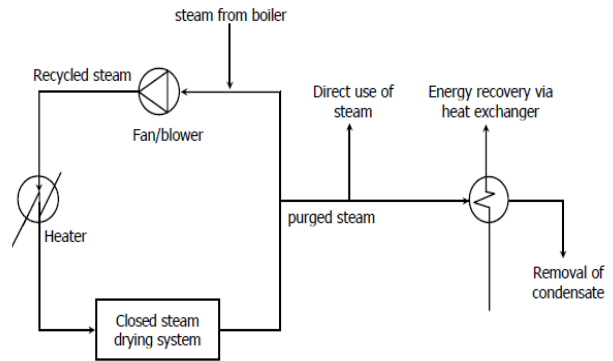 steam from boiler
Recycled steam
Fan/blower
Direct use of
steam
Energy recovery via
heat exchanger
Heater
purged steam
Closed steam
drying system
Removal of
condensate